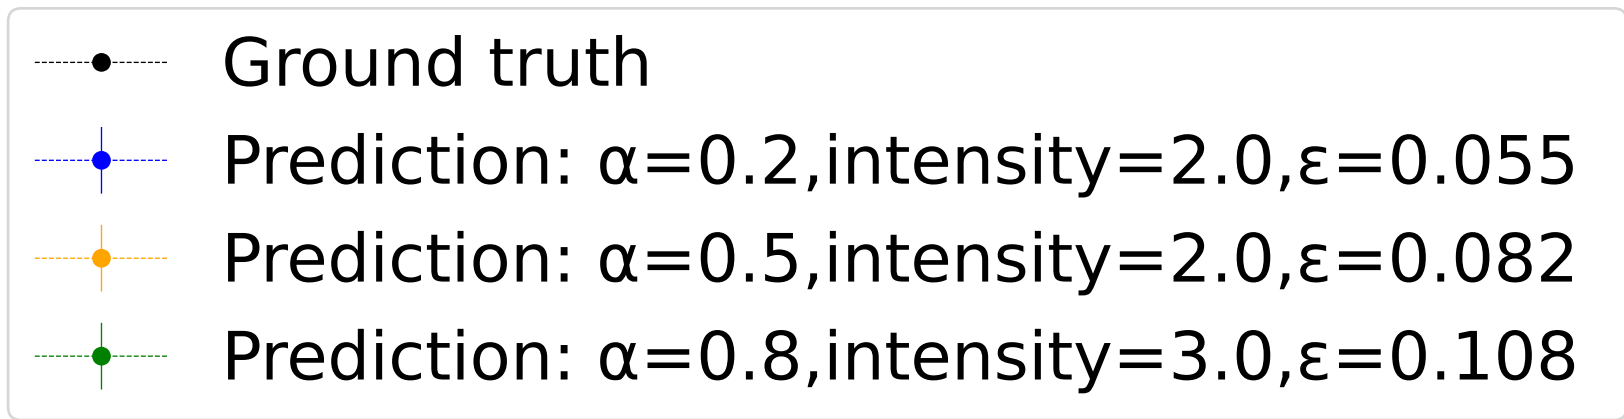 Ground truth
Prediction: α=0.2,intensity=2.0,ε=0.055
Prediction: α=0.5,intensity=2.0,ε=0.082
Prediction: α=0.8,intensity=3.0,ε=0.108